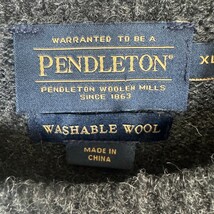 WARRANTED TO BE A
PENDLETON®
PENDLETON WOOLEN MILLS
SINCE 1863
XL
WASHABLE WOOL
MADE IN
CHINA